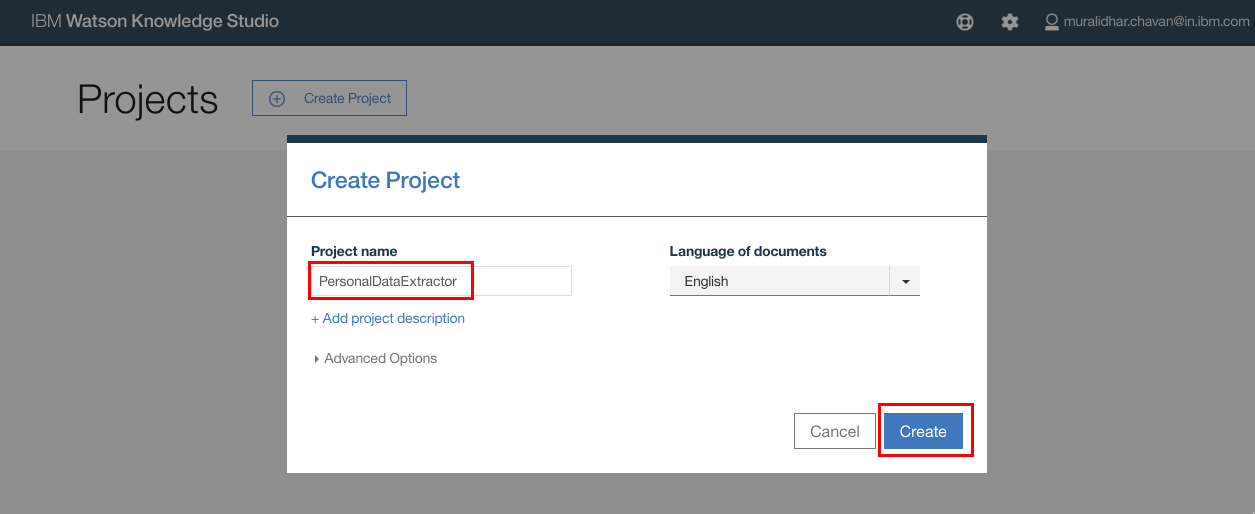 IBM Watson Knowledge Studio
muralidhar.chavan@in.ibm.com
Projects
Create Project
Create Project
Project name
Language of documents
PersonalDataExtractor
English
+ Add project description
Advanced Options
Cancel
Create